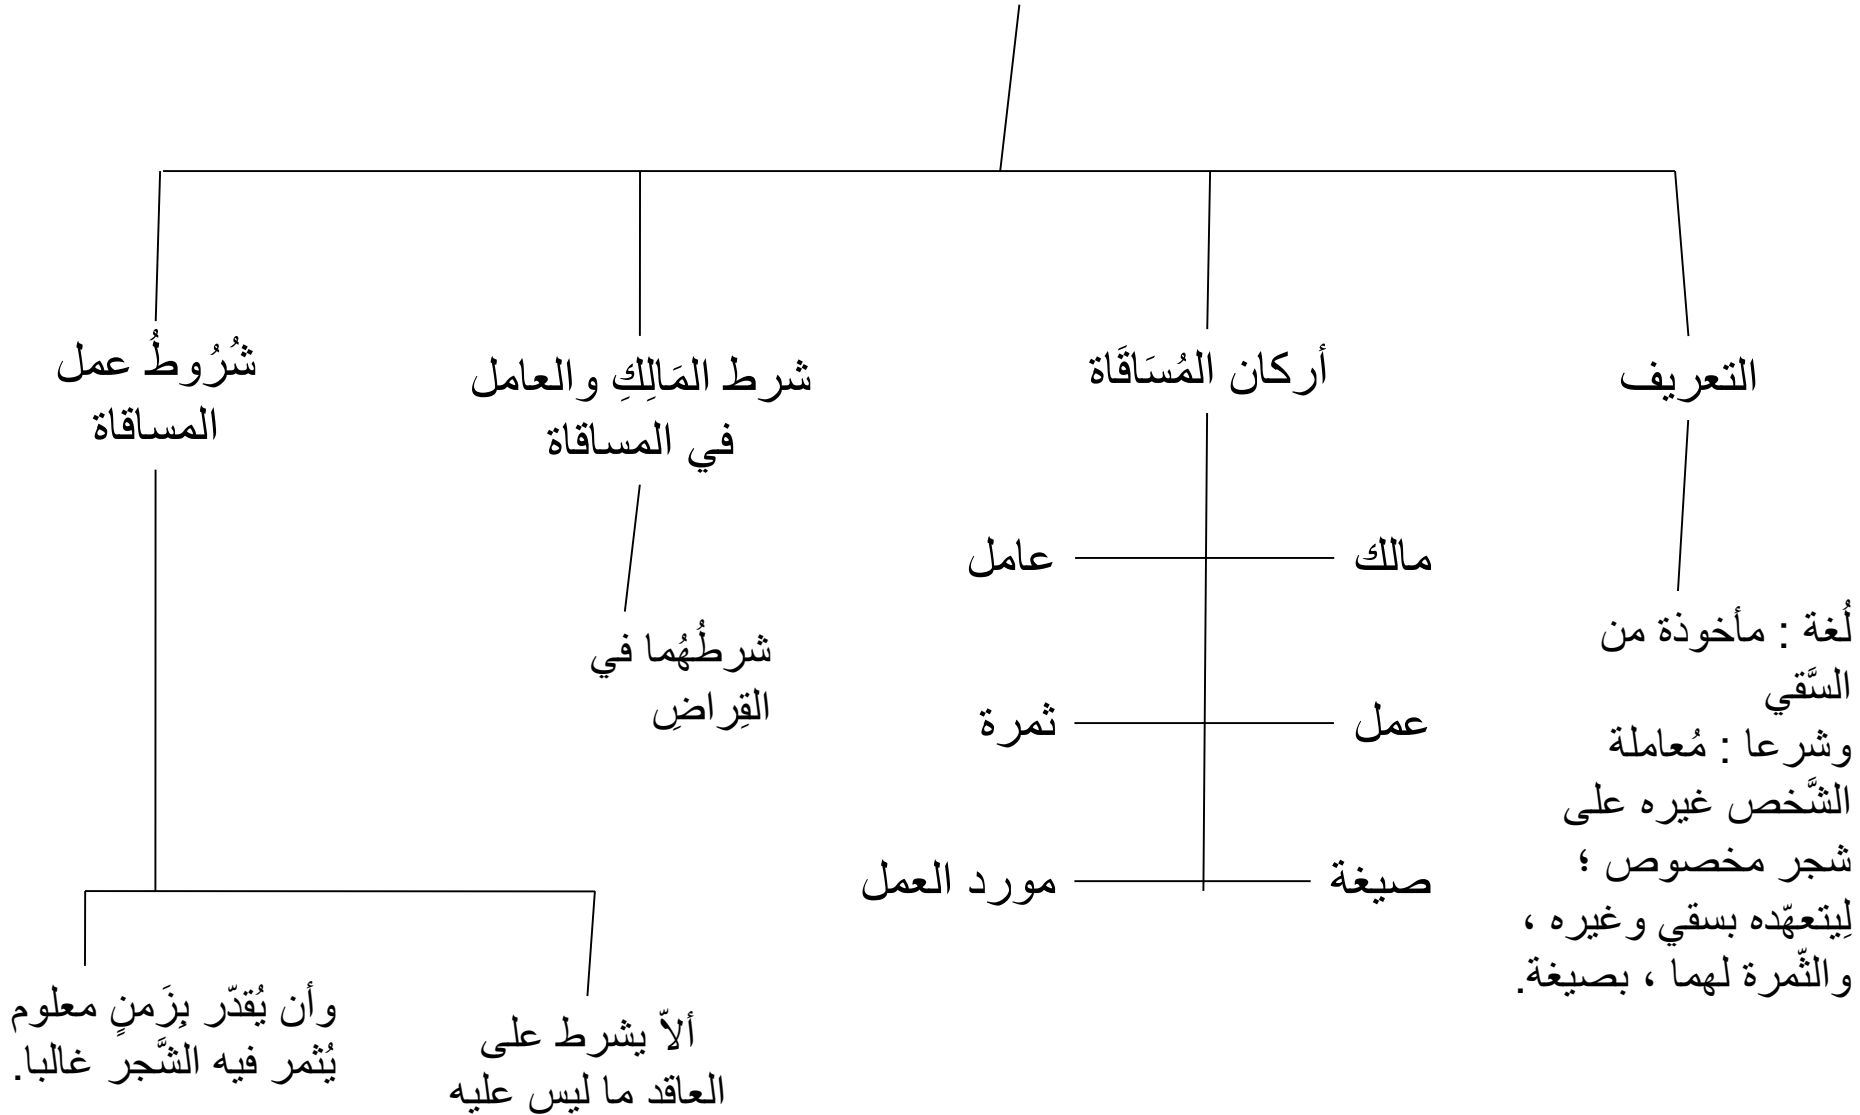 التعريف
لُغة : مأخوذة من
السَّقي
وشرعا : مُعاملة
الشَّخص غيره على
شجر مخصوص ؛
لِيتعهّده بسقي وغيره ،
والثّمرة لهما ، بصيغة.
أركان المُسَاقَاة
مالك
عامل
عمل
ثمرة
صيغة
مورد العمل
شرط المَالِكِ والعامل
في المساقاة
شرطُهُما في
القِراضِ
شُرُوطُ عمل
المساقاة
ألاّ يشرط على
العاقد ما ليس عليه
وأن يُقدّر بِزَمنٍ معلوم
يُثمر فيه الشَّجر غالبا.